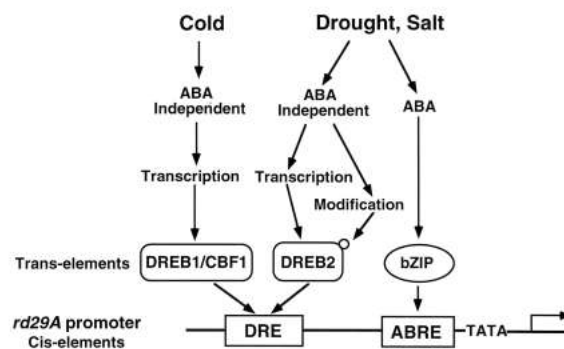 Cold
Drought, Salt
ABA
Independent
ABA
Independent
ABA
Transcription
Transcription
Modification
Trans-elements
DREB1/CBF1
DREB2
bZIP
rd29A promoter
Cis-elements
DRE
ABRE
TATA